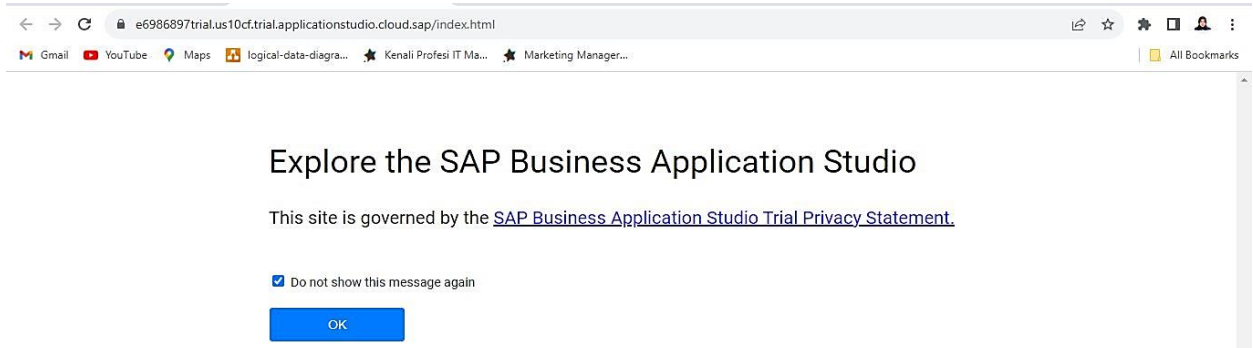 e6986897trial.us10cf.trial.applicationstudio.cloud.sap/index.html
Gmail YouTube Maps logical-data-diagra... Kenali Profesi IT Ma... Marketing Manager... All Bookmarks
Explore the SAP Business Application Studio
This site is governed by the SAP Business Application Studio Trial Privacy Statement.
Do not show this message again
OK